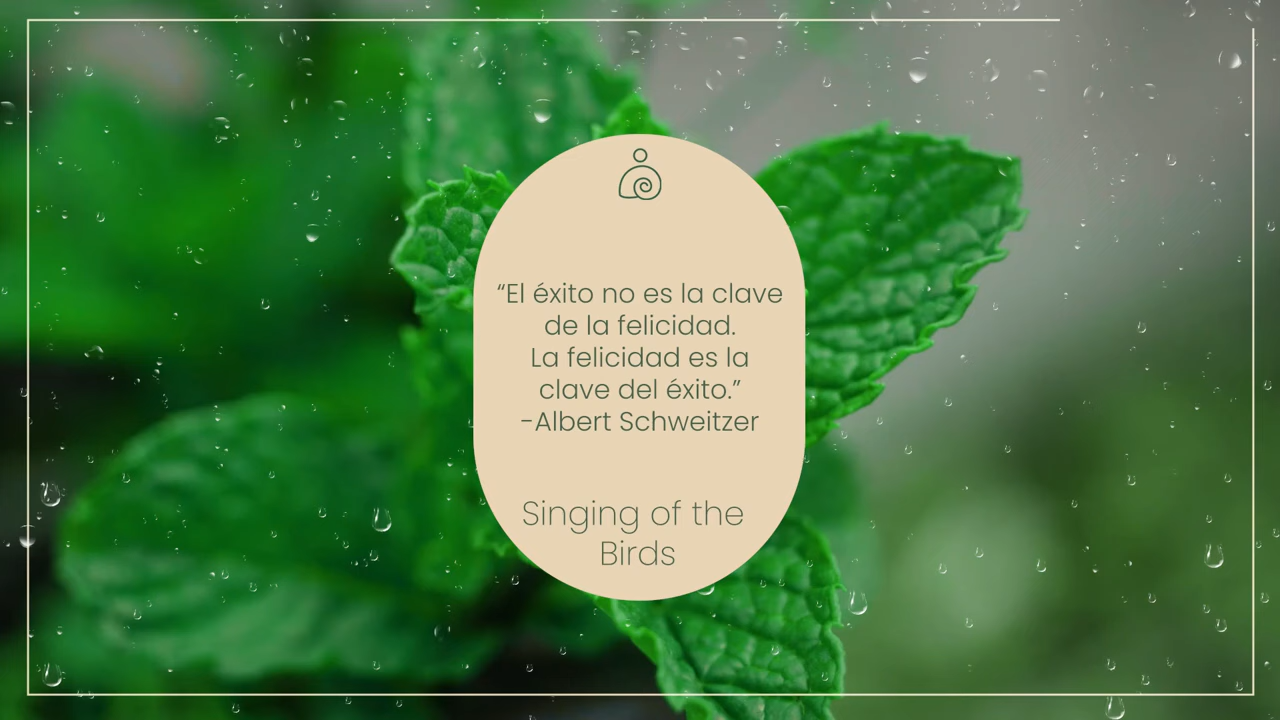 “El éxito no es la clave
de la felicidad.
La felicidad es la
clave del éxito.”
-Albert Schweitzer
Singing of the
Birds